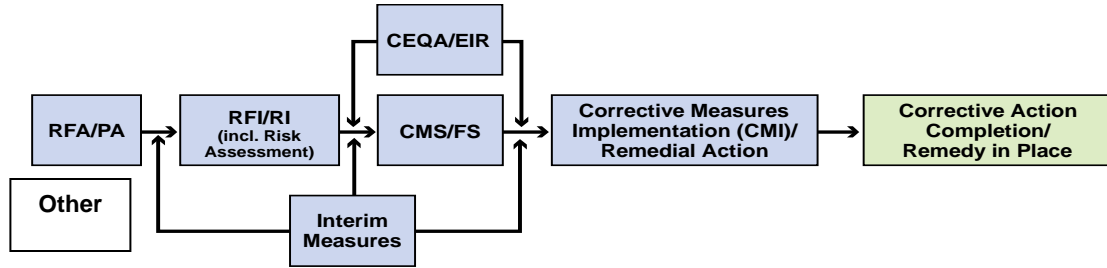 CEQA/EIR
RFA/PA
RFI/RI
(incl. Risk
Assessment)
CMS/FS
Corrective Measures
Implementation (CMI)/
Remedial Action
Corrective Action
Completion/
Remedy in Place
Other
Interim
Measures